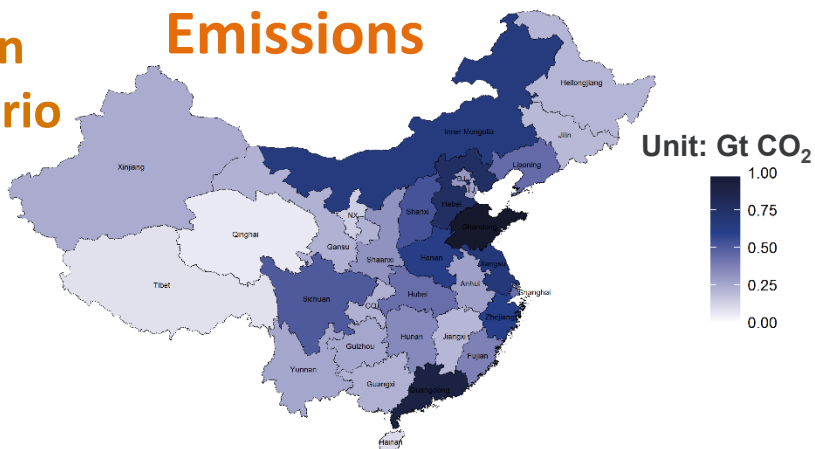 n
Emissions
rio
Heilongjiang
Jilin
Inner Mongolia
Unit: Gt CO₂
Liaoning
Xinjiang
1.00
BJ
TJ
Hebei
0.75
Shanxi
NX
Shandong
Qinghai
0.50
Gansu
Shaanxi
Henan
Jiangsu
Tibet
0.25
Anhui
Shanghai
Sichuan
Hubei
CQ
0.00
Zhejiang
Hunan
Jiangxi
Guizhou
Fujian
Yunnan
Guangxi
Guangdong
Hainan